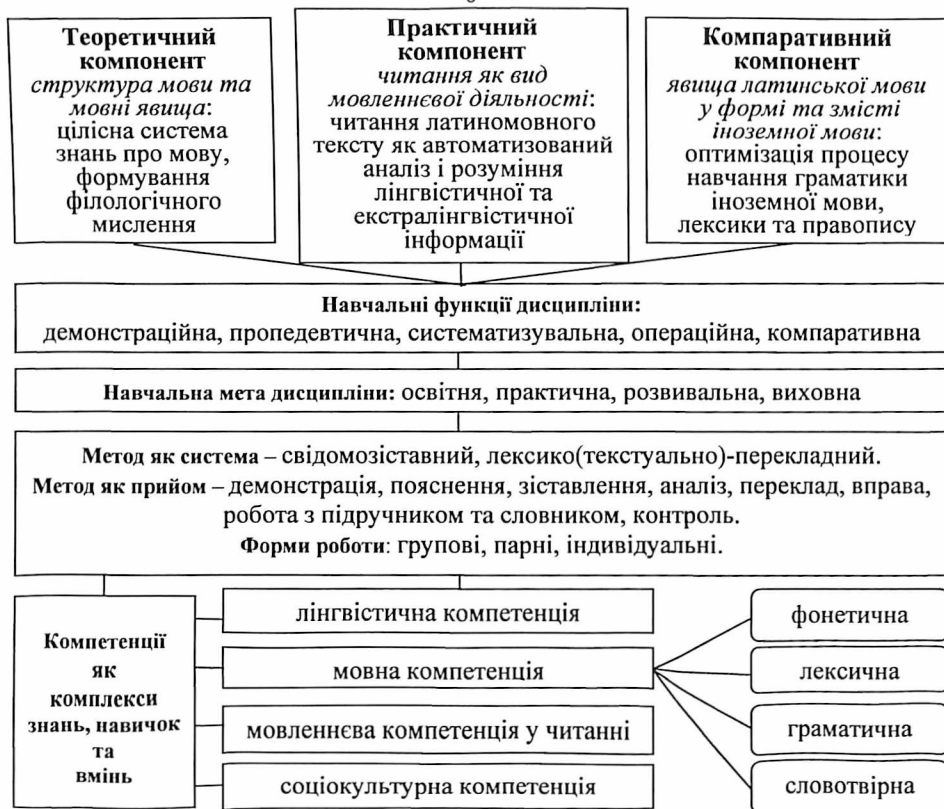 Теоретичний
компонент
структура мови та
мовні явища:
цілісна система
знань про мову,
формування
філологічного
мислення
Практичний
компонент
читання як вид
мовленнєвої діяльності:
читання латиномовного
тексту як автоматизований
аналіз і розуміння
лінгвістичної та
екстралінгвістичної
інформації
Компаративний
компонент
явища латинської мови
у формі та змісті
іноземної мови:
оптимізація процесу
навчання граматики
іноземної мови,
лексики та правопису
Навчальні функції дисципліни:
демонстраційна, пропедевтична, систематизувальна, операційна, компаративна
Навчальна мета дисципліни: освітня, практична, розвивальна, виховна
Метод як система – свідомозіставний, лексико(текстуально)-перекладний.
Метод як прийом – демонстрація, пояснення, зіставлення, аналіз, переклад, вправа,
робота з підручником та словником, контроль.
Форми роботи: групові, парні, індивідуальні.
Компетенції
як
комплекси
знань, навичок
та
вмінь
лінгвістична компетенція
мовна компетенція
мовленнєва компетенція у читанні
соціокультурна компетенція
фонетична
лексична
граматична
словотвірна